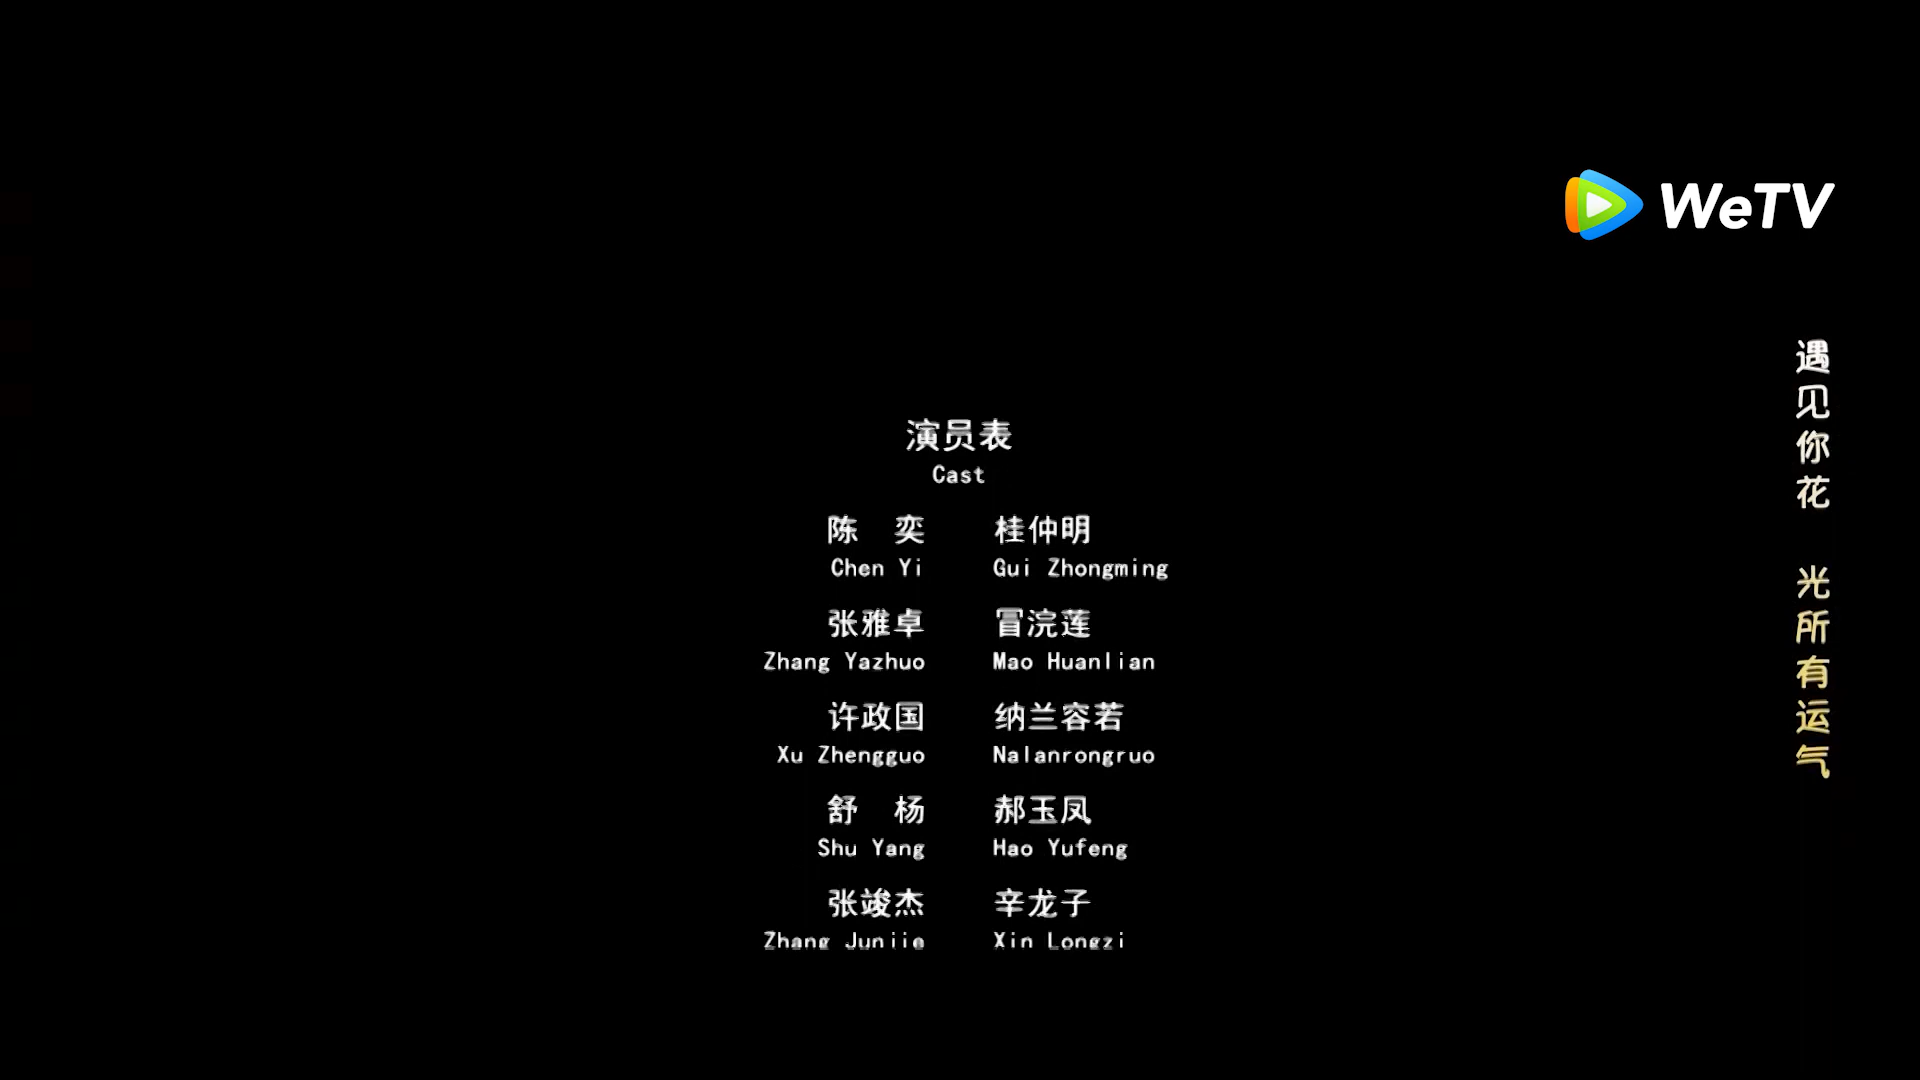 WeTV
演员表
Cast
陈 奕 桂仲明
Chen Yi Gui Zhongming
张雅卓 冒浣莲
Zhang Yazhuo Mao Huanlian
许政国 纳兰容若
Xu Zhengguo Nalanrongruo
舒 杨 郝玉凤
Shu Yang Hao Yufeng
张竣杰 辛龙子
Zhang Junjie Xin Longzi
遇见你花 光所有运气